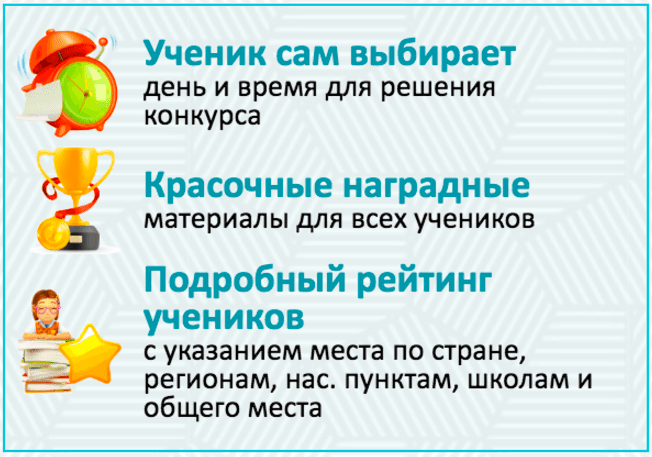 Ученик сам выбирает
день и время для решения
конкурса
Красочные наградные
материалы для всех учеников
Подробный рейтинг
учеников
с указанием места по стране,
регионам, нас. пунктам, школам и
общего места